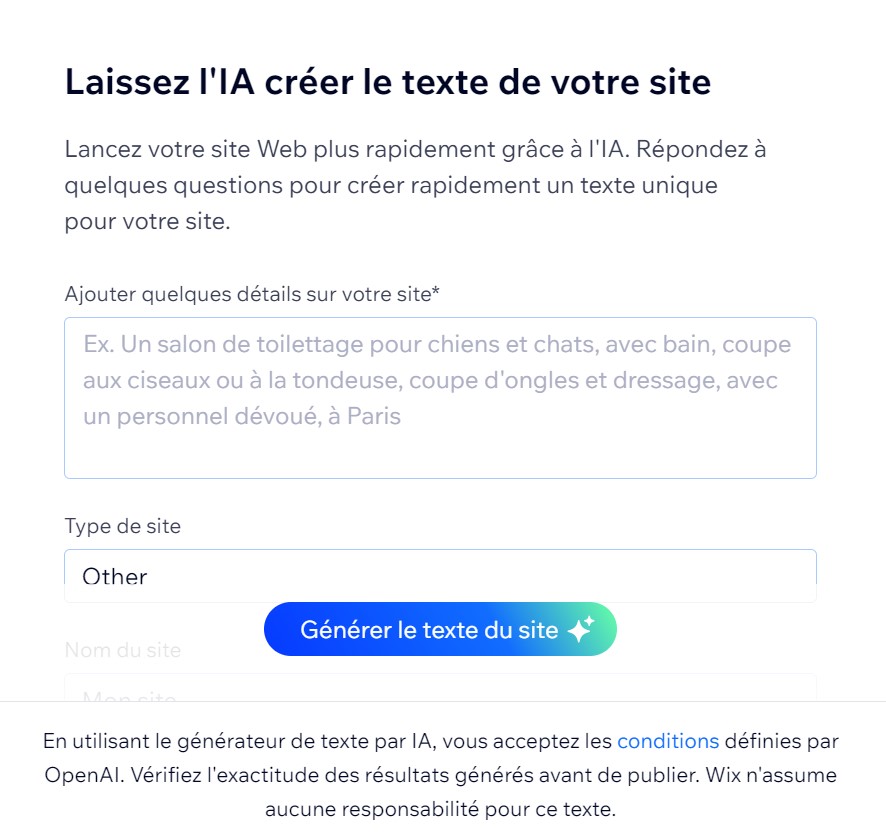 Laissez l'IA créer le texte de votre site
Lancez votre site Web plus rapidement grâce à l'IA. Répondez à
quelques questions pour créer rapidement un texte unique
pour votre site.
Ajouter quelques détails sur votre site*
Ex. Un salon de toilettage pour chiens et chats, avec bain, coupe
aux ciseaux ou à la tondeuse, coupe d'ongles et dressage, avec
un personnel dévoué, à Paris
Type de site
Other
Générer le texte du site
Nom du site
Mon site
En utilisant le générateur de texte par IA, vous acceptez les conditions définies par
OpenAI. Vérifiez l'exactitude des résultats générés avant de publier. Wix n'assume
aucune responsabilité pour ce texte.